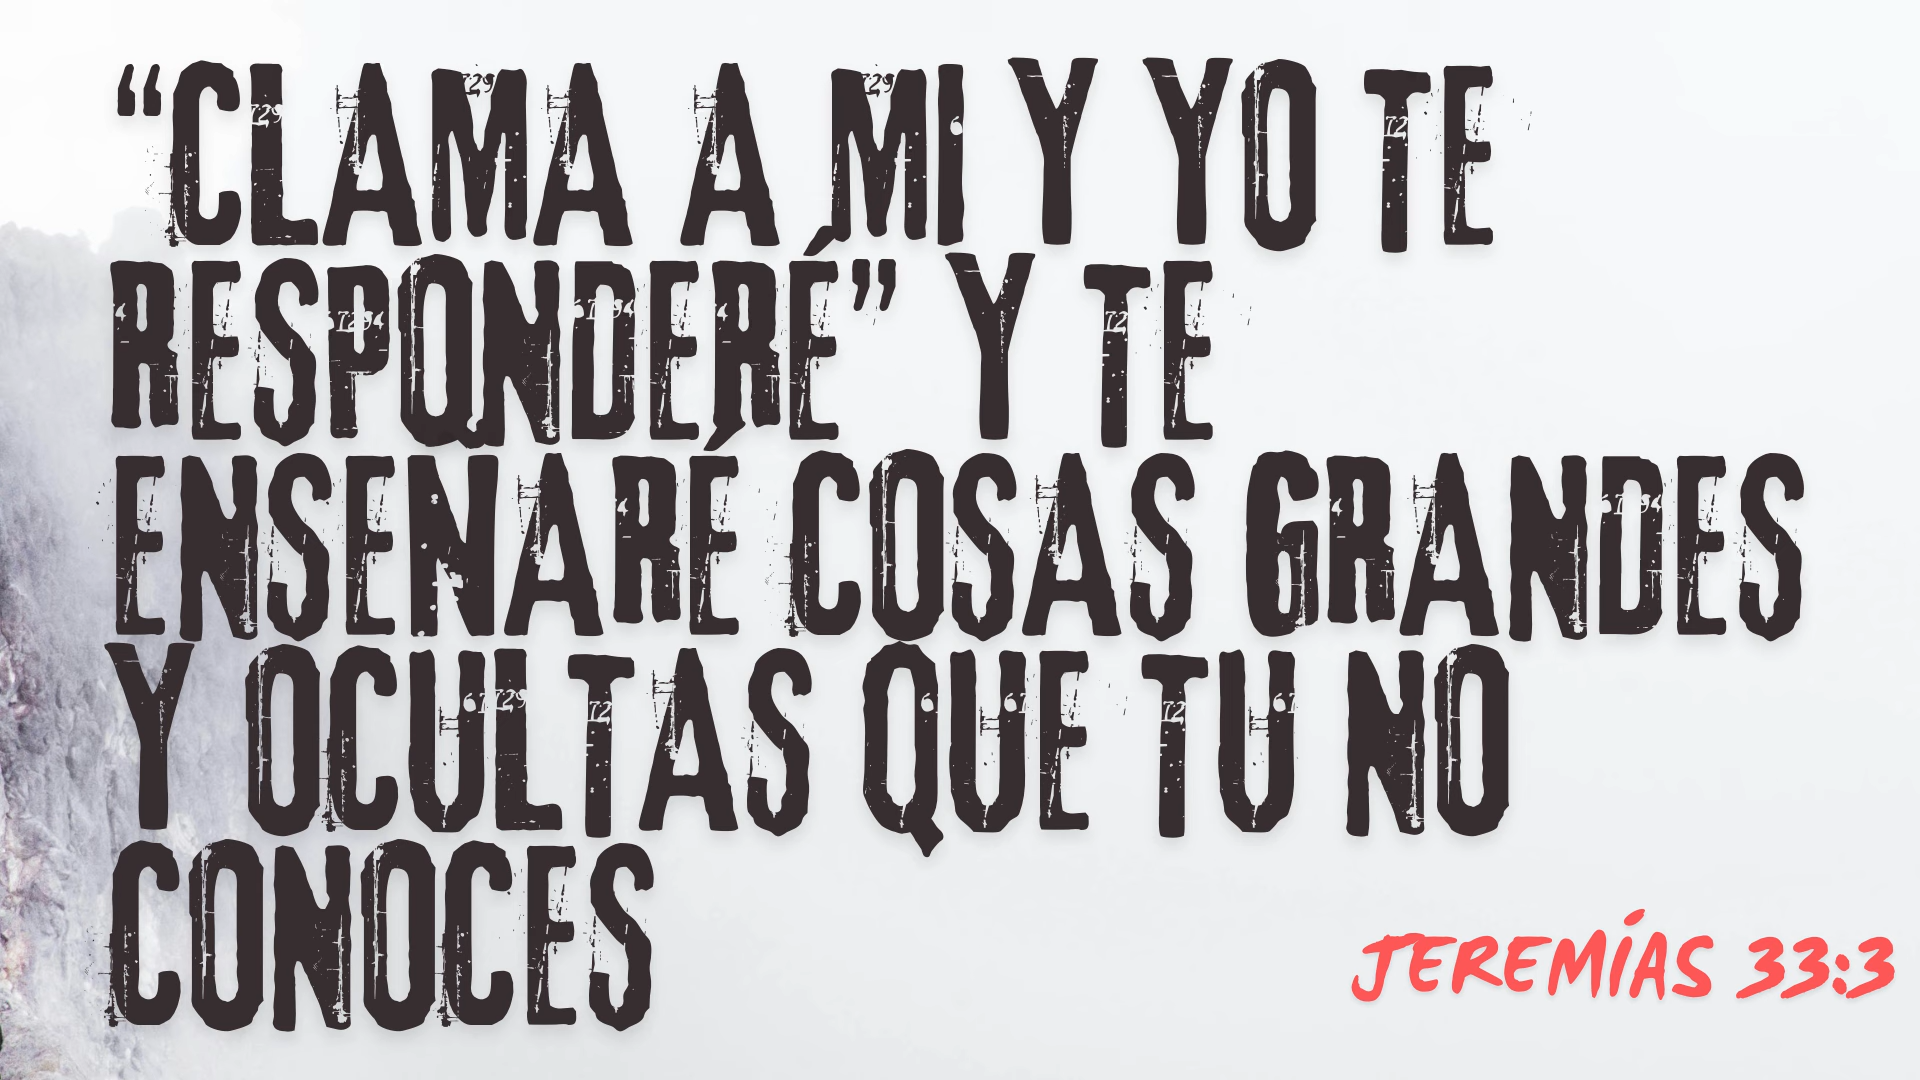 “CLAMA A MI Y YO TE
RESPONDERÉ” Y TE
ENSENARÉ COSAS GRANDES
Y OCULTAS QUE TU NO
CONOCES
JEREMÍAS 33:3